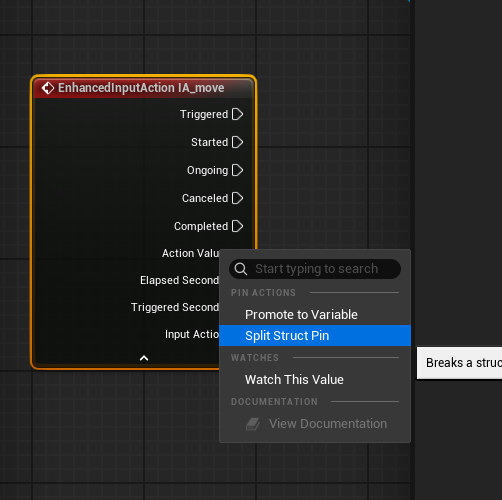 EnhancedInputAction IA_move
Triggered
Started
Ongoing
Canceled
Completed
Action Valu
Elapsed Second
Triggered Second
Input Actio
Start typing to search
PIN ACTIONS
Promote to Variable
Split Struct Pin
WATCHES
Breaks a struc
Watch This Value
DOCUMENTATION
View Documentation